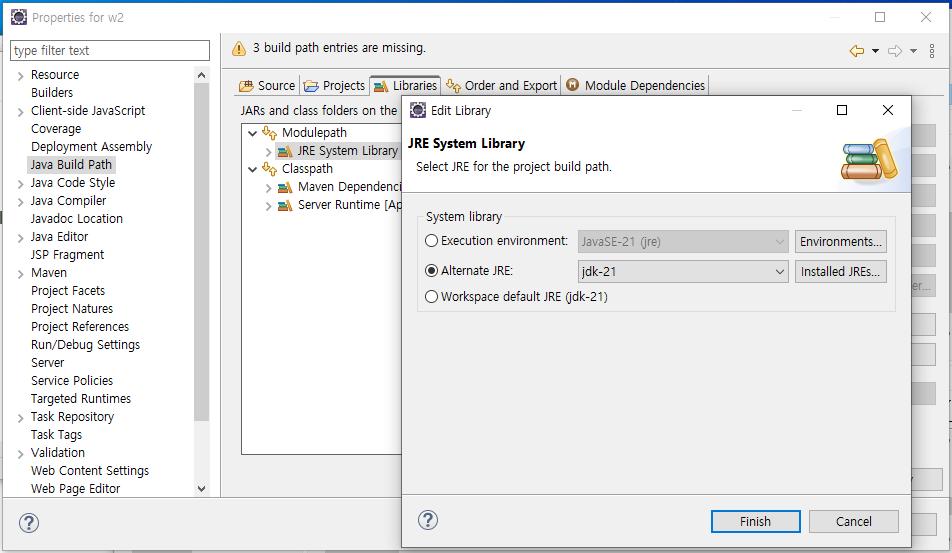 Properties for w2
type filter text
Resource
Builders
Client-side JavaScript
Coverage
Deployment Assembly
Java Build Path
Java Code Style
Java Compiler
Javadoc Location
Java Editor
JSP Fragment
Maven
Project Facets
Project Natures
Project References
Run/Debug Settings
Server
Service Policies
Targeted Runtimes
Task Repository
Task Tags
Validation
Web Content Settings
Web Page Editor
3 build path entries are missing.
Source Projects Libraries Order and Export Module Dependencies
JARs and class folders on the
Modulepath
JRE System Library
Classpath
Maven Dependenci
Server Runtime [Ap
Edit Library
JRE System Library
Select JRE for the project build path.
System library
Execution environment: JavaSE-21 (jre) Environments...
Alternate JRE: jdk-21 Installed JREs...
Workspace default JRE (jdk-21)
Finish Cancel